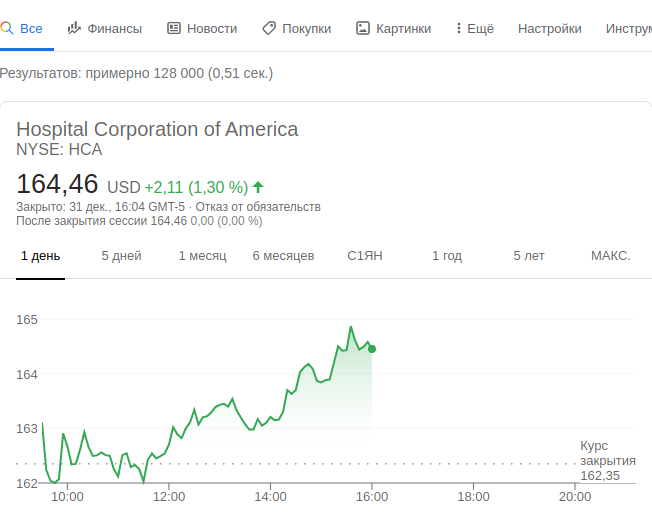 Все Финансы Новости Покупки Картинки Ещё Настройки Инструм
Результатов: примерно 128 000 (0,51 сек.)
Hospital Corporation of America
NYSE: HCA
164,46 USD +2,11 (1,30 %)
Закрыто: 31 дек., 16:04 GMT-5 · Отказ от обязательств
После закрытия сессии 164,46 0,00 (0,00 %)
1 день 5 дней 1 месяц 6 месяцев С1ЯН 1 год 5 лет МАКС.
165
164
163
Курс
закрытия
162,35
162
10:00 12:00 14:00 16:00 18:00 20:00